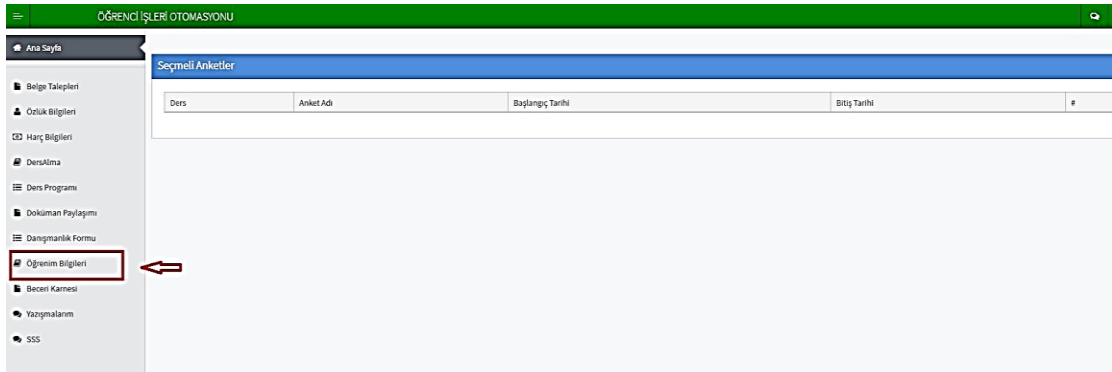 ÖĞRENCİ İŞLERİ OTOMASYONU
Ana Sayfa
Seçmeli Anketler
Belge Talepleri
Ders Anket Adı Başlangıç Tarihi Bitiş Tarihi #
Özlük Bilgileri
Harç Bilgileri
DersAlma
Ders Programı
Doküman Paylaşımı
Danışmanlık Formu
Öğrenim Bilgileri
Beceri Karnesi
Yazışmalarım
SSS